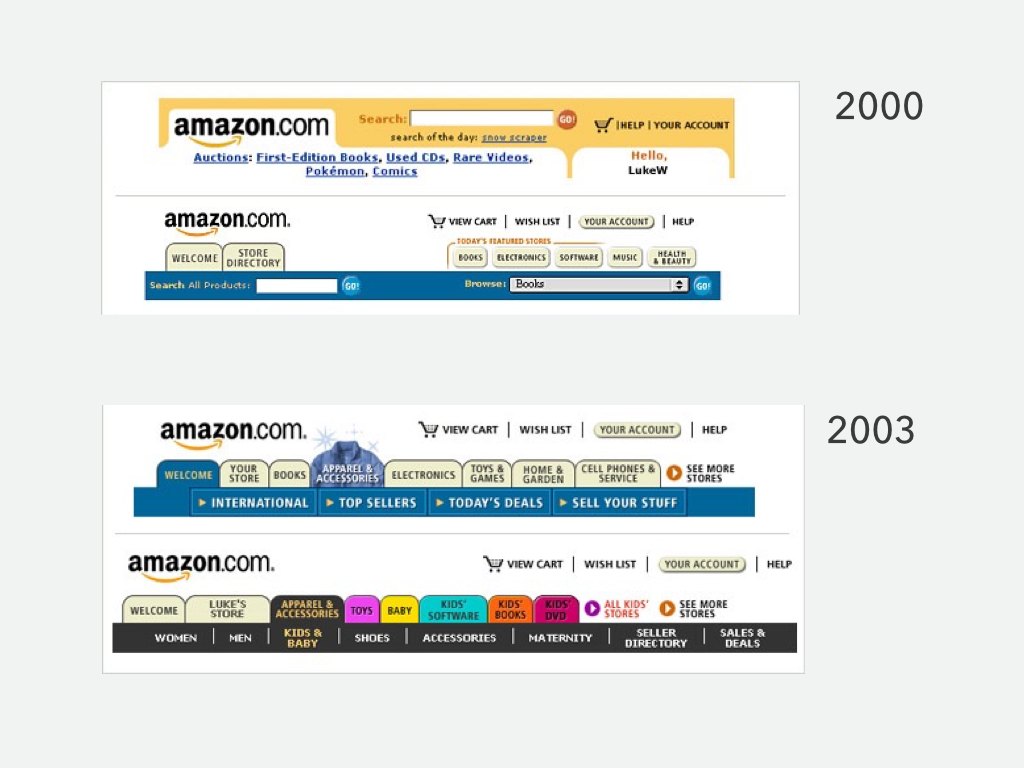 2000
amazon.com
Search: GO!
search of the day: snow scraper
|HELP | YOUR ACCOUNT
Auctions: First-Edition Books, Used CDs, Rare Videos,
Pokémon, Comics
Hello,
LukeW
amazon.com.
VIEW CART | WISH LIST | YOUR ACCOUNT | HELP
WELCOME
STORE
DIRECTORY
TODAY'S FEATURED STORES
BOOKS ELECTRONICS SOFTWARE MUSIC
HEALTH
& BEAUTY
Search All Products: GO!
Browse: Books GO!
2003
amazon.com.
VIEW CART | WISH LIST | YOUR ACCOUNT | HELP
WELCOME
YOUR
STORE
BOOKS
APPAREL &
ACCESSORIES
ELECTRONICS
TOYS &
GAMES
HOME &
GARDEN
CELL PHONES &
SERVICE
SEE MORE
STORES
INTERNATIONAL TOP SELLERS TODAY'S DEALS SELL YOUR STUFF
amazon.com.
VIEW CART | WISH LIST | YOUR ACCOUNT | HELP
WELCOME
LUKE'S
STORE
APPAREL &
ACCESSORIES
TOYS
BABY
KIDS'
SOFTWARE
KIDS'
BOOKS
KIDS'
DVD
ALL KIDS'
STORES
SEE MORE
STORES
WOMEN | MEN |
KIDS &
BABY
| SHOES | ACCESSORIES | MATERNITY |
SELLER
DIRECTORY
|
SALES &
DEALS